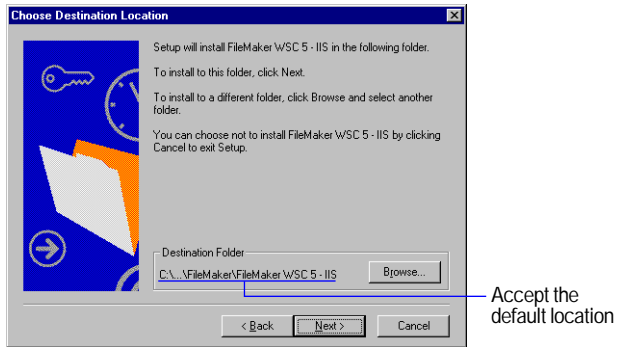 Choose Destination Location
Setup will install FileMaker WSC 5 - IIS in the following folder.
To install to this folder, click Next.
To install to a different folder, click Browse and select another
folder.
You can choose not to install FileMaker WSC 5 - IIS by clicking
Cancel to exit Setup.
Destination Folder
C:\...\FileMaker\FileMaker WSC 5 - IIS
Browse...
Accept the
default location
< Back
Next >
Cancel